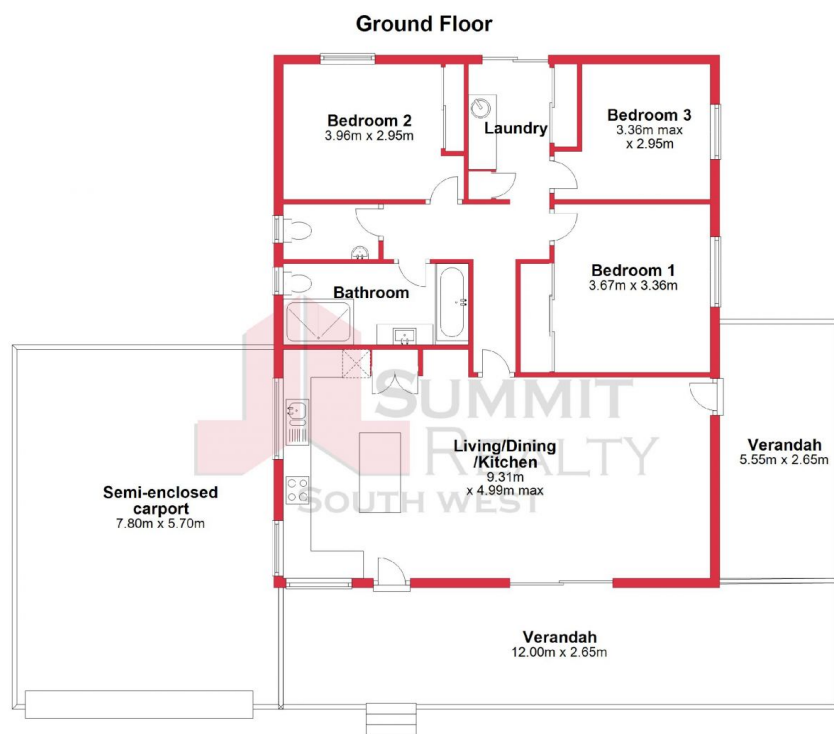 Ground Floor
Bedroom 2
3.96m x 2.95m
Laundry
Bedroom 3
3.36m max
x 2.95m
Bathroom
Bedroom 1
3.67m x 3.36m
SUMMIT
REALTY
SOUTH WEST
Living/Dining
/Kitchen
9.31m
x 4.99m max
Verandah
5.55m x 2.65m
Semi-enclosed
carport
7.80m x 5.70m
Verandah
12.00m x 2.65m